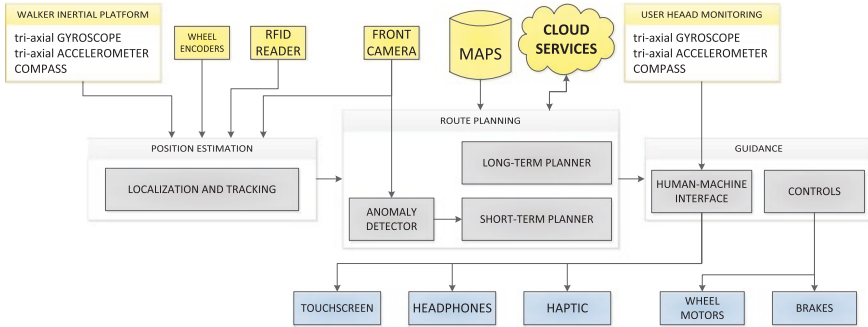 WALKER INERTIAL PLATFORM
tri-axial GYROSCOPE
tri-axial ACCELEROMETER
COMPASS
WHEEL
ENCODERS
RFID
READER
FRONT
CAMERA
MAPS
CLOUD
SERVICES
USER HEAAD MONITORING
tri-axial GYROSCOPE
tri-axial ACCELEROMETER
COMPASS
POSITION ESTIMATION
LOCALIZATION AND TRACKING
ROUTE PLANNING
LONG-TERM PLANNER
ANOMALY
DETECTOR
SHORT-TERM PLANNER
GUIDANCE
HUMAN-MACHINE
INTERFACE
CONTROLS
TOUCHSCREEN
HEADPHONES
HAPTIC
WHEEL
MOTORS
BRAKES